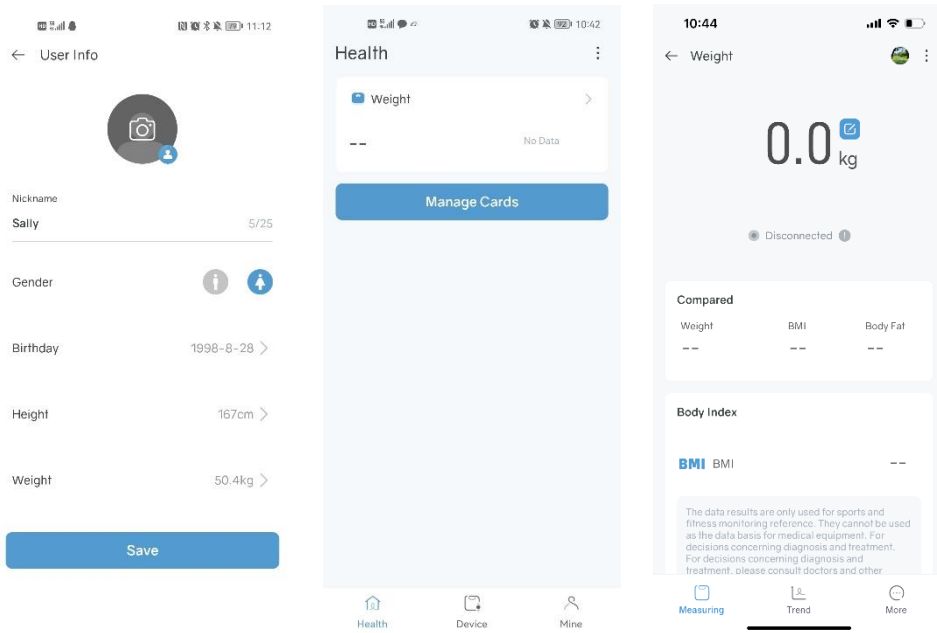 11:12
User Info
Nickname
Sally 5/25
Gender
Birthday 1998-8-28
Height 167cm
Weight 50.4kg
Save
92 10:42
Health
Weight
-- No Data
Manage Cards
Health Device Mine
10:44
Weight
0.0 kg
Disconnected
Compared
Weight BMI Body Fat
-- -- --
Body Index
BMI BMI --
The data results are only used for sports and
fitness monitoring reference. They cannot be used
as the data basis for medical equipment. For
decisions concerning diagnosis and treatment.
For decisions concerning diagnosis and
treatment, please consult doctors and other
Measuring Trend More